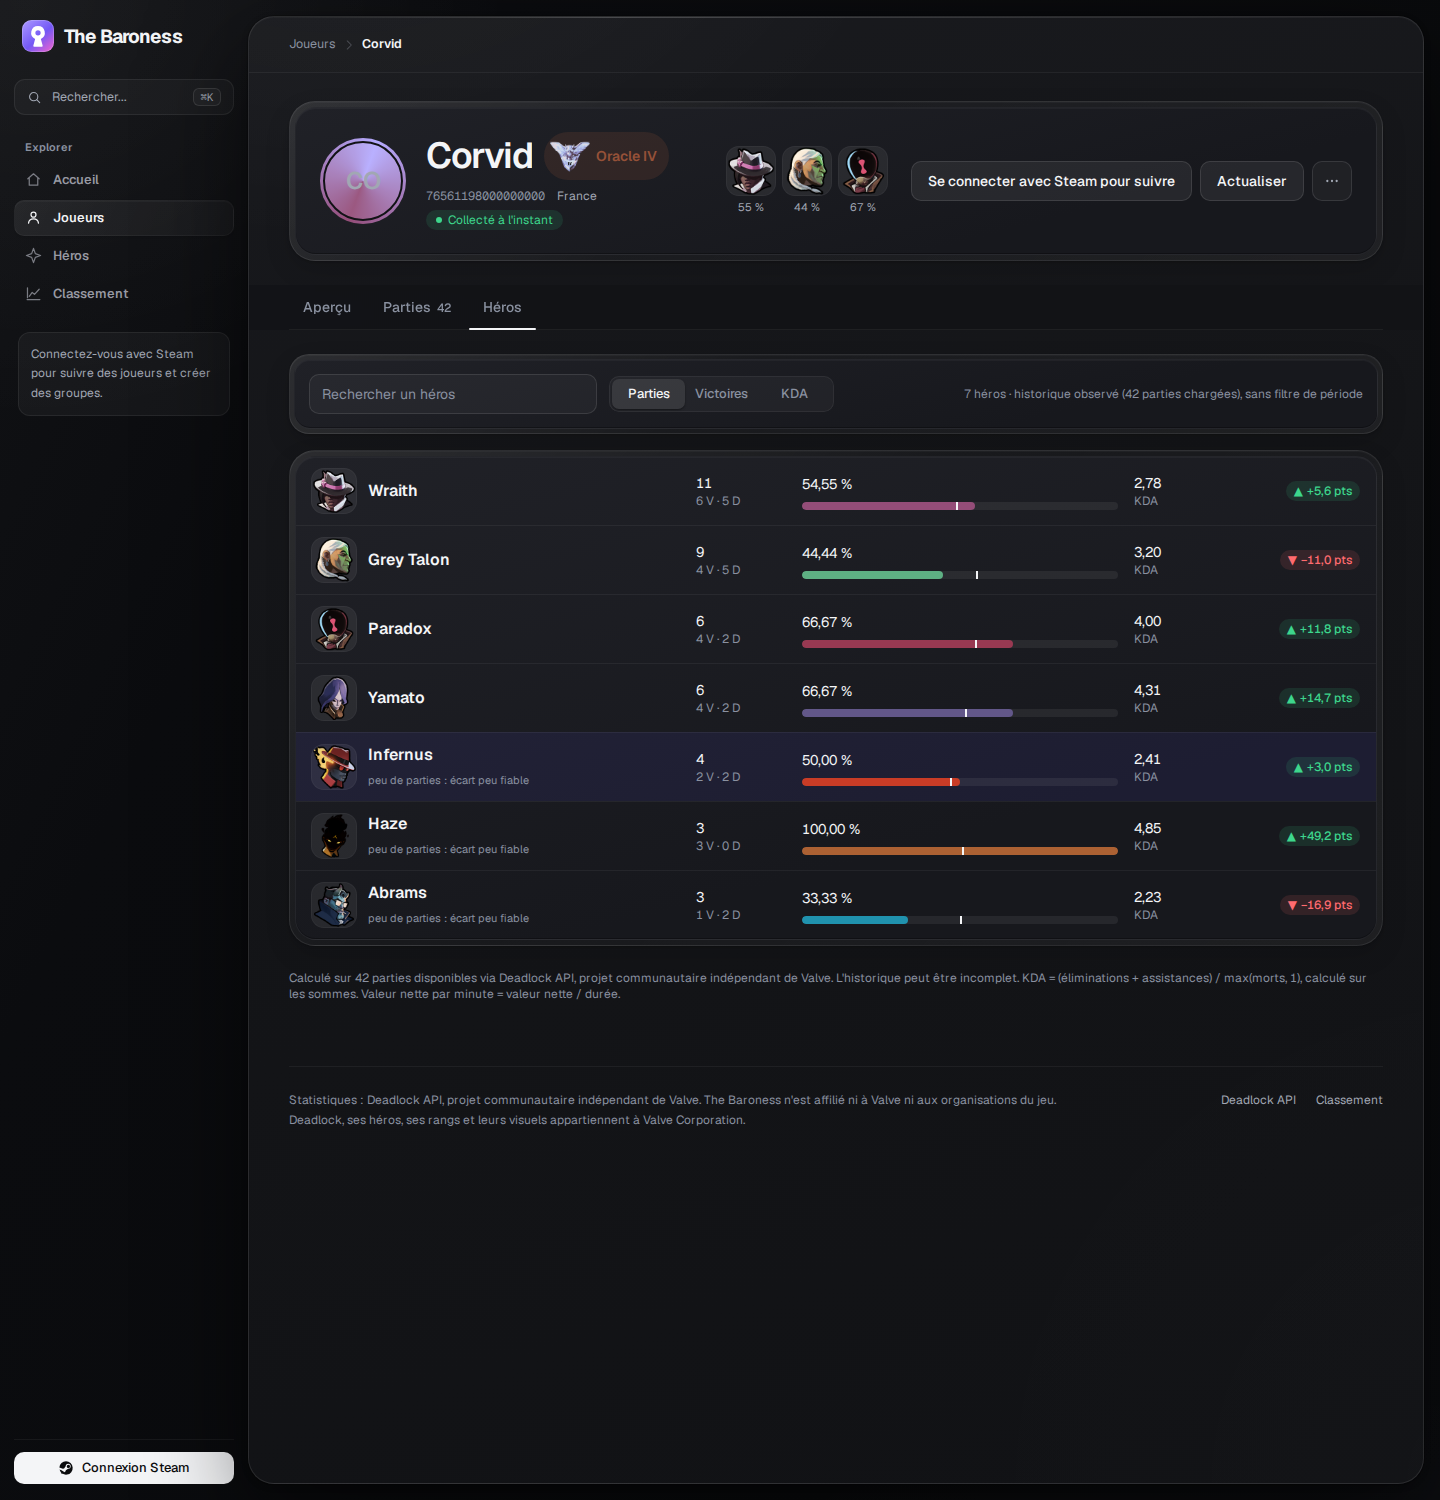 The Baroness
Rechercher...
⌘K
Explorer
Accueil
Joueurs
Héros
Classement
Connectez-vous avec Steam
pour suivre des joueurs et créer
des groupes.
Connexion Steam
Joueurs
Corvid
CO
Corvid
Oracle IV
76561198000000000
France
Collecté à l'instant
55 %
44 %
67 %
Se connecter avec Steam pour suivre
Actualiser
...
Aperçu
Parties 42
Héros
Rechercher un héros
Parties
Victoires
KDA
7 héros · historique observé (42 parties chargées), sans filtre de période
Wraith
11
6 V · 5 D
54,55 %
2,78
KDA
▲ +5,6 pts
Grey Talon
9
4 V · 5 D
44,44 %
3,20
KDA
▼ −11,0 pts
Paradox
6
4 V · 2 D
66,67 %
4,00
KDA
▲ +11,8 pts
Yamato
6
4 V · 2 D
66,67 %
4,31
KDA
▲ +14,7 pts
Infernus
peu de parties : écart peu fiable
4
2 V · 2 D
50,00 %
2,41
KDA
▲ +3,0 pts
Haze
peu de parties : écart peu fiable
3
3 V · 0 D
100,00 %
4,85
KDA
▲ +49,2 pts
Abrams
peu de parties : écart peu fiable
3
1 V · 2 D
33,33 %
2,23
KDA
▼ −16,9 pts
Calculé sur 42 parties disponibles via Deadlock API, projet communautaire indépendant de Valve. L'historique peut être incomplet. KDA = (éliminations + assistances) / max(morts, 1), calculé sur
les sommes. Valeur nette par minute = valeur nette / durée.
Statistiques : Deadlock API, projet communautaire indépendant de Valve. The Baroness n'est affilié ni à Valve ni aux organisations du jeu.
Deadlock, ses héros, ses rangs et leurs visuels appartiennent à Valve Corporation.
Deadlock API
Classement